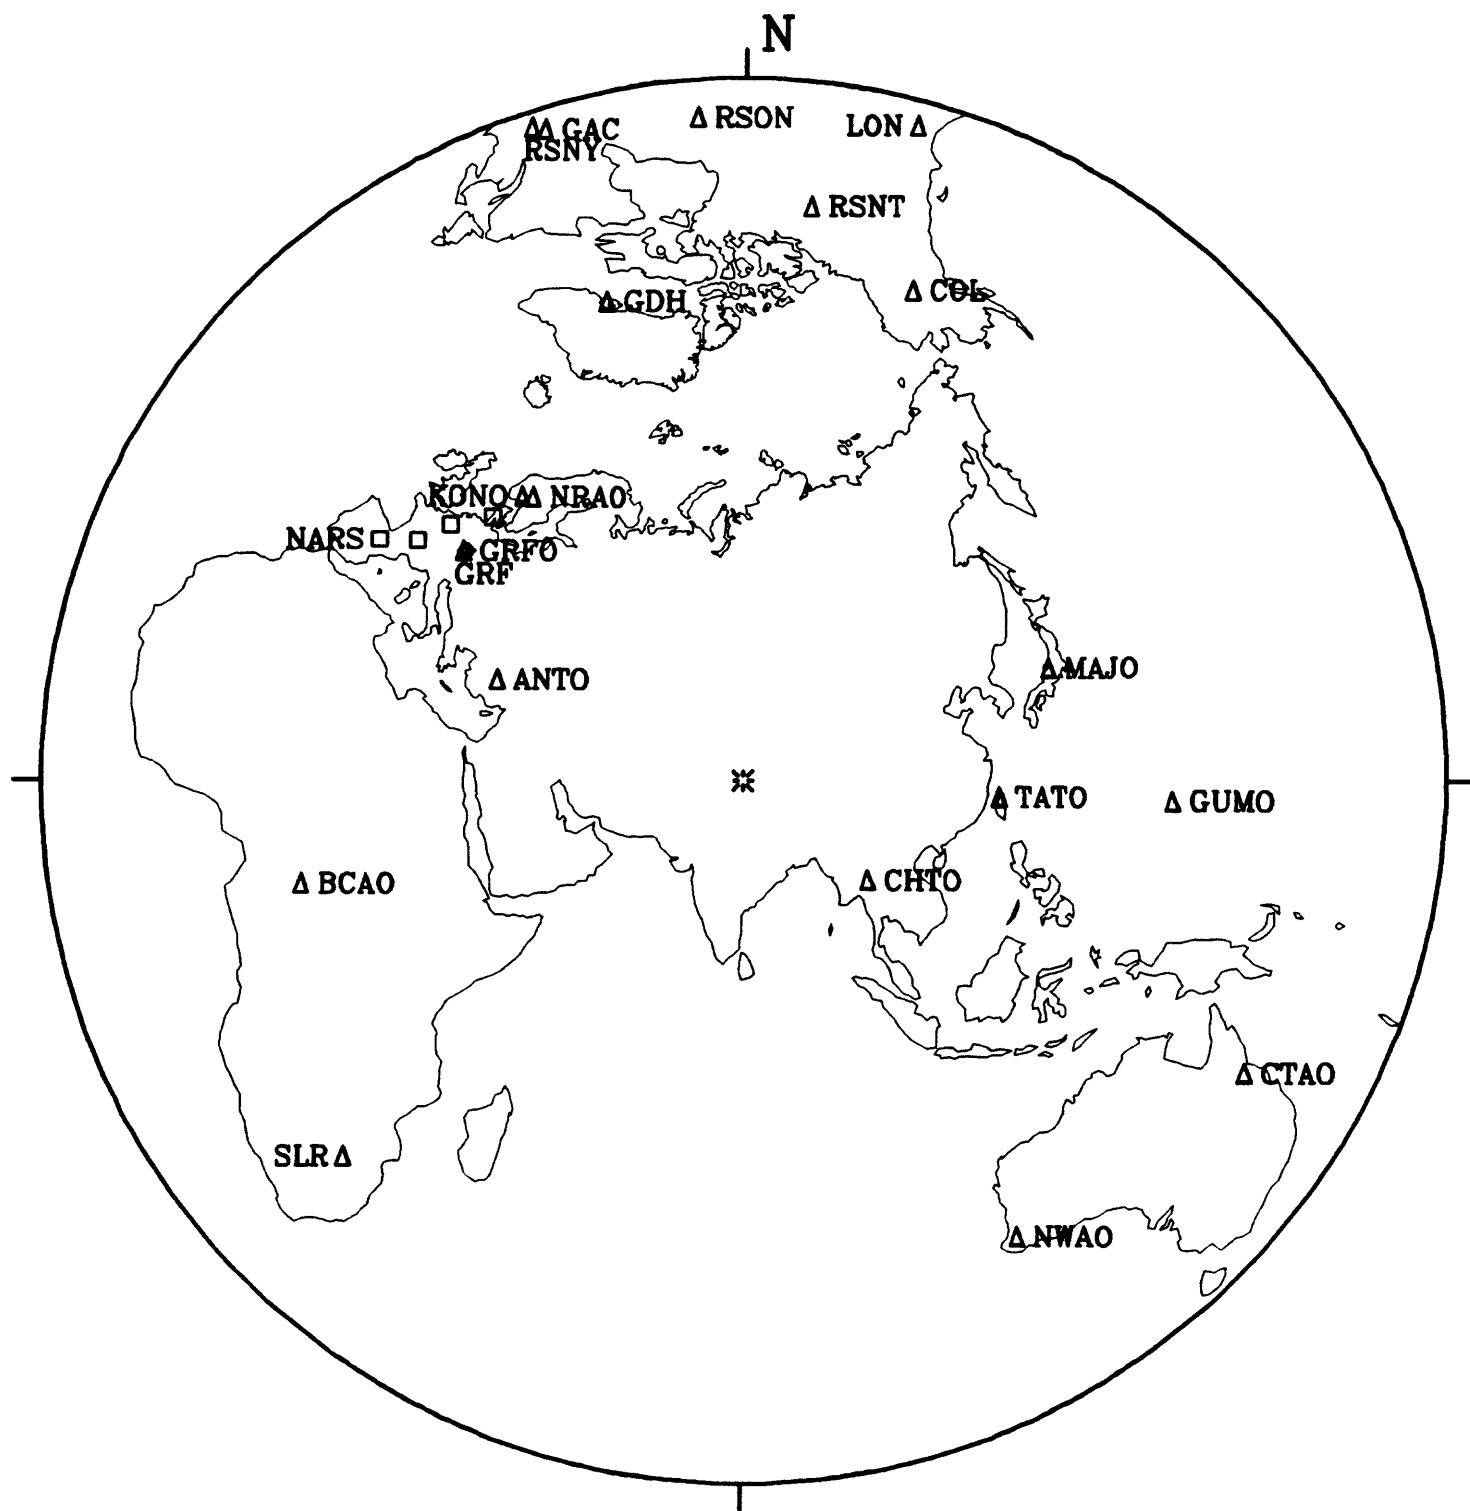 N
RSON
LON
GAC
RSNY
RSNT
COL
GDH
KONO
NRAO
NARS
GRFO
GRF
ANTO
MAJO
TATO
GUMO
BCAO
CHTO
CTAO
SLR
NWAO